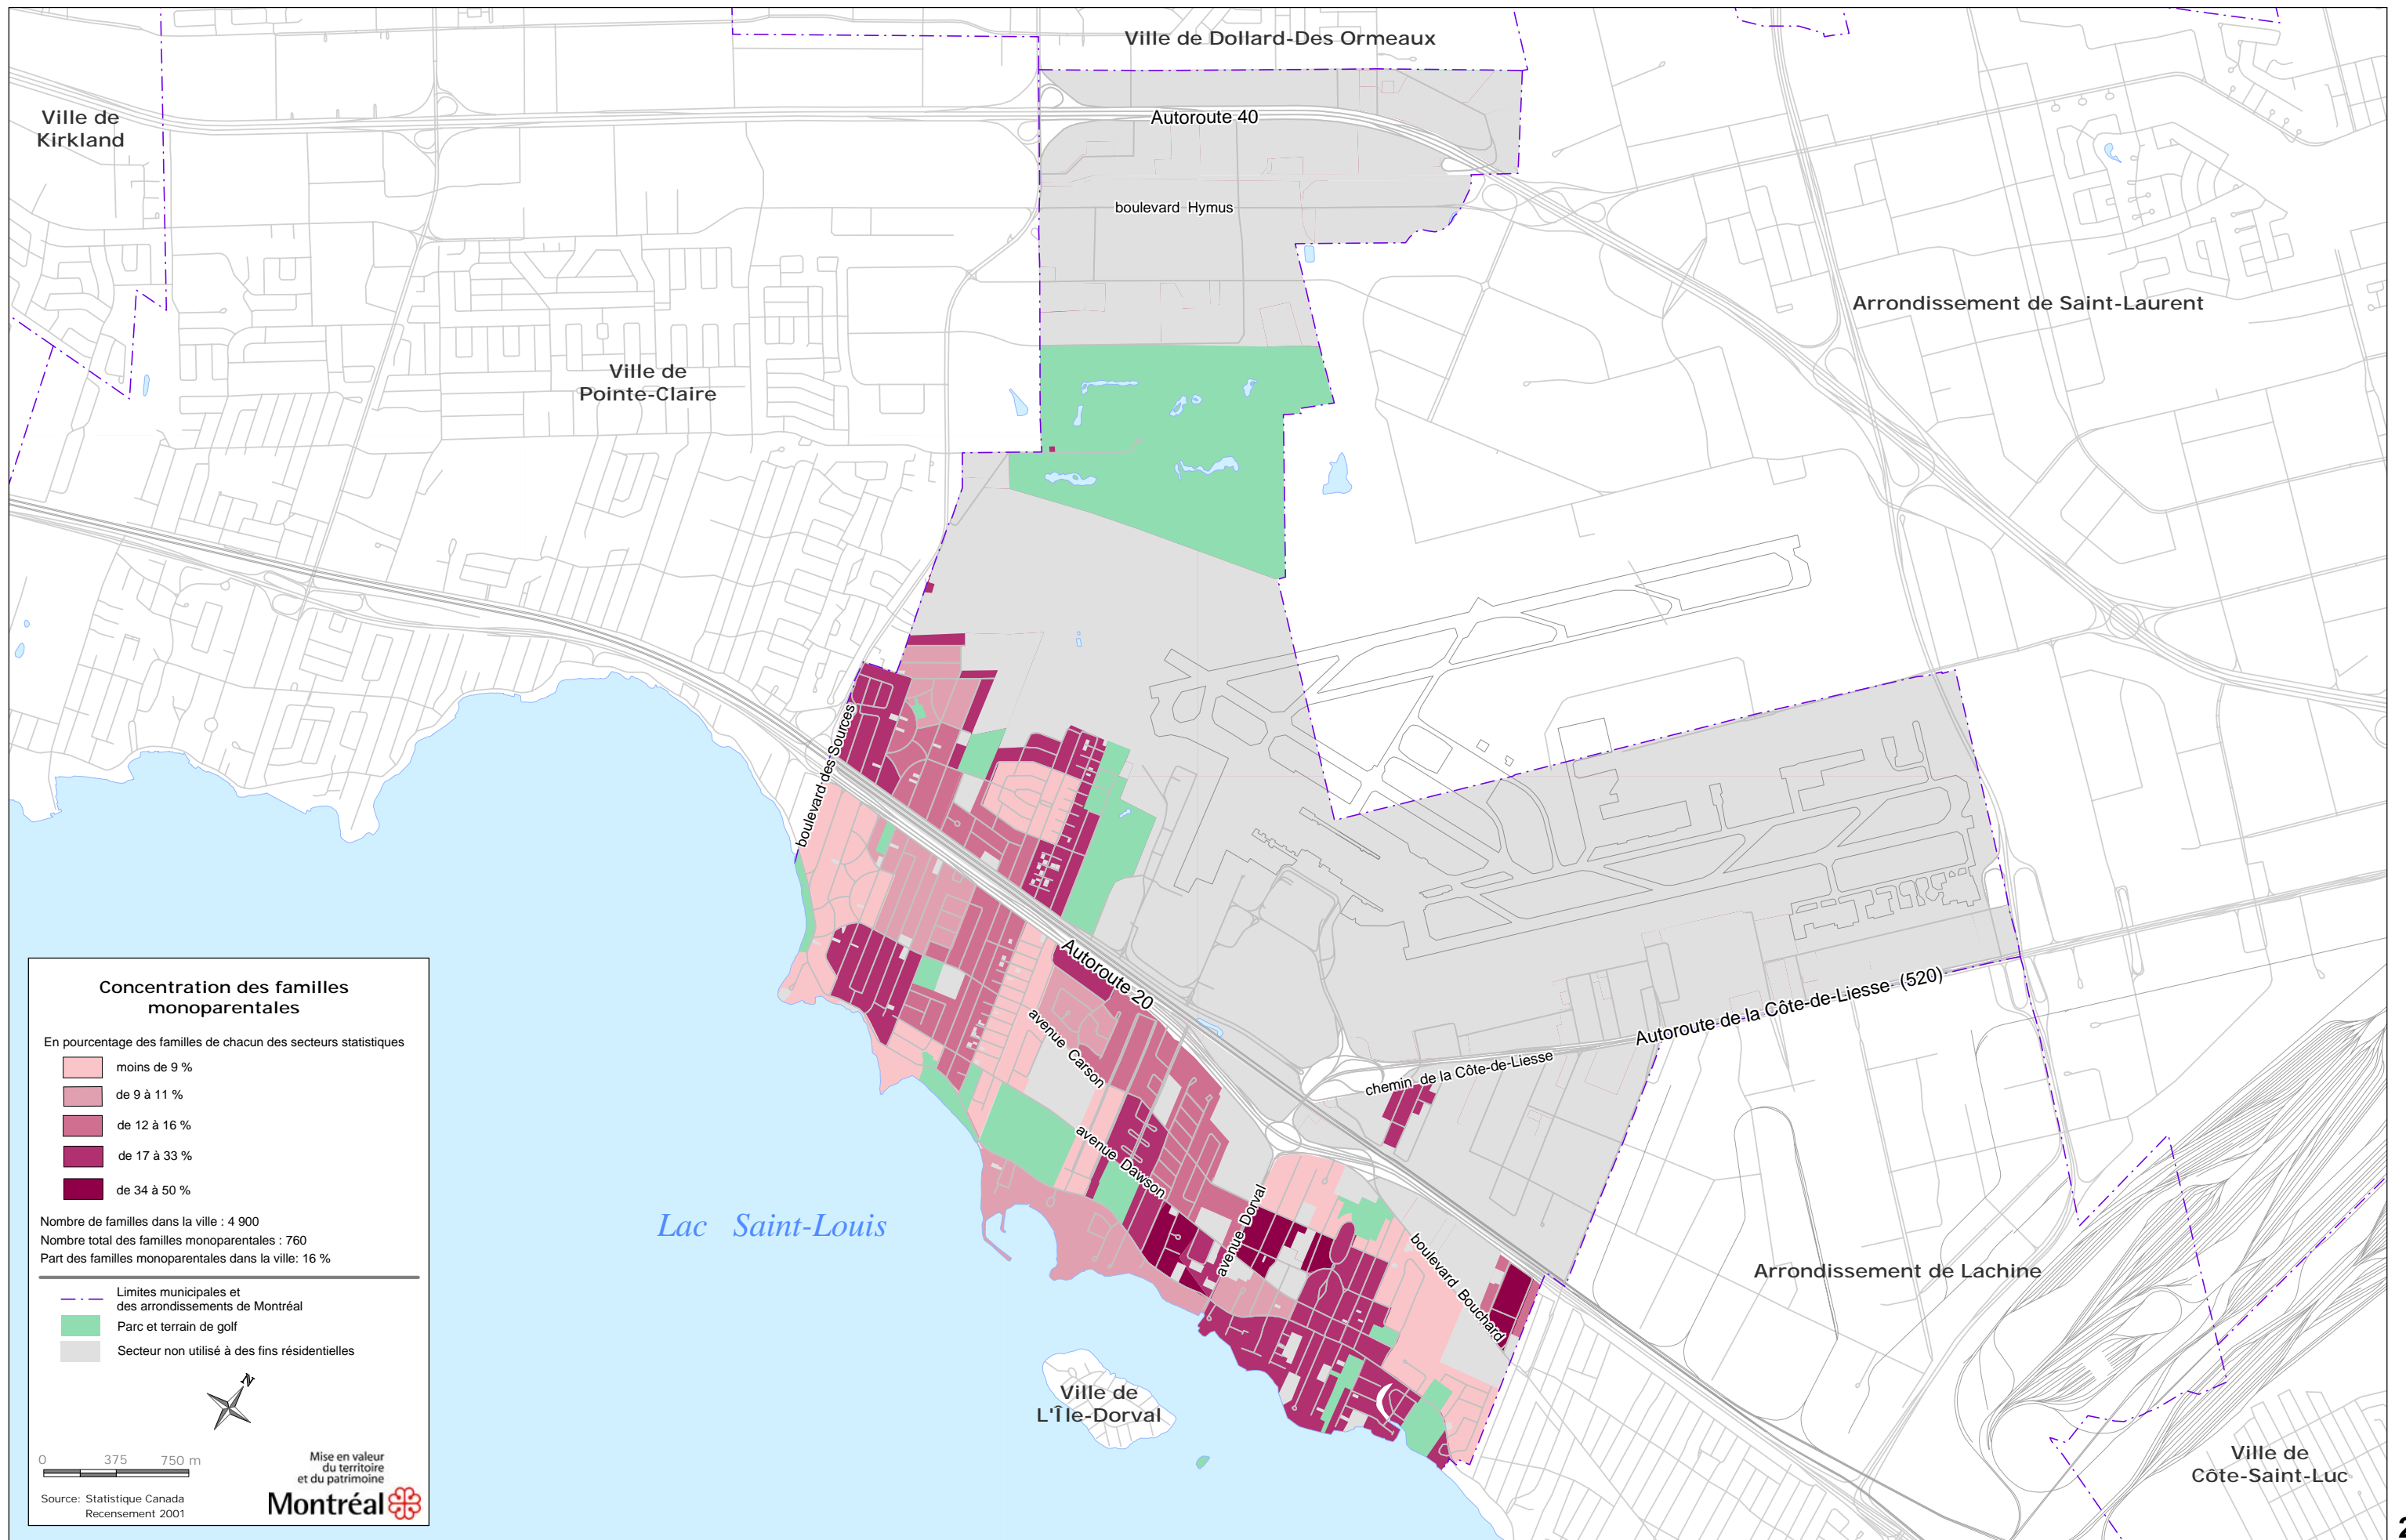 Ville de Dollard-Des Ormeaux
Ville de
Kirkland
Autoroute 40
boulevard Hymus
Arrondissement de Saint-Laurent
Ville de
Pointe-Claire
boulevard des Sources
Autoroute 20
avenue Carson
avenue Dawson
avenue Dorval
boulevard Bouchard
chemin de la Côte-de-Liesse
Autoroute de la Côte-de-Liesse (520)
Arrondissement de Lachine
Lac Saint-Louis
Ville de
L'Île-Dorval
Ville de
Côte-Saint-Luc
Concentration des familles
monoparentales
En pourcentage des familles de chacun des secteurs statistiques
moins de 9 %
de 9 à 11 %
de 12 à 16 %
de 17 à 33 %
de 34 à 50 %
Nombre de familles dans la ville : 4 900
Nombre total des familles monoparentales : 760
Part des familles monoparentales dans la ville: 16 %
Limites municipales et
des arrondissements de Montréal
Parc et terrain de golf
Secteur non utilisé à des fins résidentielles
N
0 375 750 m
Mise en valeur
du territoire
et du patrimoine
Montréal
Source: Statistique Canada
Recensement 2001